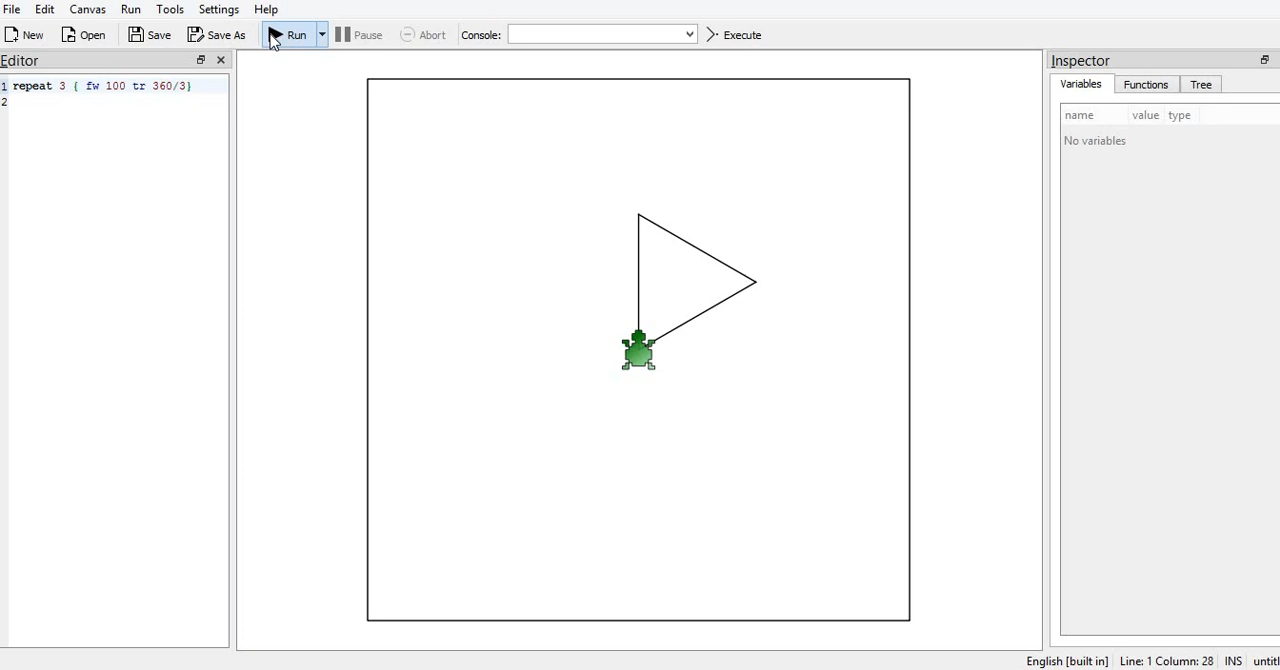 File Edit Canvas Run Tools Settings Help
New Open Save Save As Run Pause Abort Console: Execute
Editor
Inspector
1 repeat 3 { fw 100 tr 360/3}
2
Variables Functions Tree
name value type
No variables
English [built in] Line: 1 Column: 28 INS untitl